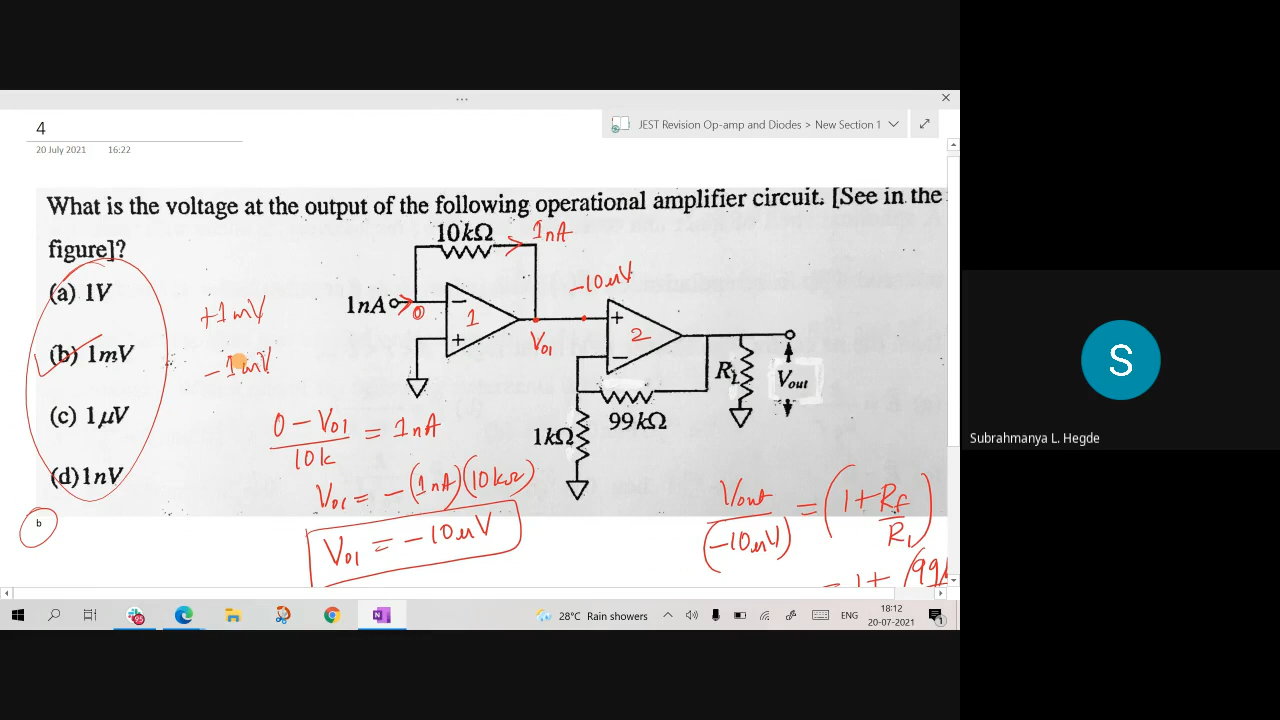 4
20 July 2021 16:22
JEST Revision Op-amp and Diodes > New Section 1
What is the voltage at the output of the following operational amplifier circuit. [See in the
figure]?
(a) 1V
(b) 1mV
(c) 1μV
(d) 1nV
b
+1mV
-1mV
10kΩ
1nA
1nA
0
−
+
1
V01
-10μV
+
−
2
RL
Vout
99kΩ
1kΩ
0 - V01 / 10k = 1nA
V01 = -(1nA)(10kΩ)
V01 = -10μV
Vout / (-10μV) = (1 + Rf / R1)
= 1 + (99k
S
Subrahmanya L. Hegde
95
28°C Rain showers
ENG
18:12
20-07-2021
1